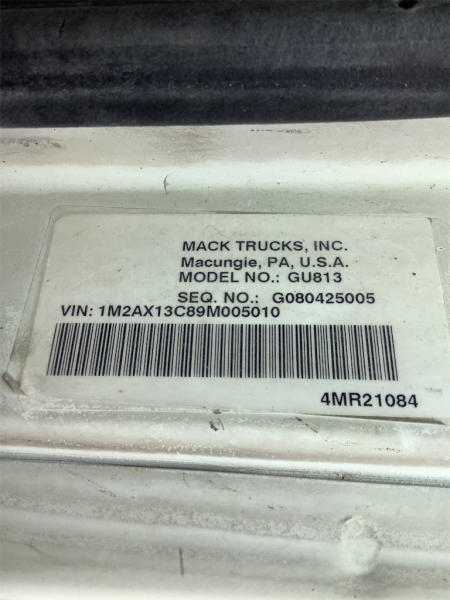 MACK TRUCKS, INC.
Macungie, PA, U.S.A.
MODEL NO.: GU813
SEQ. NO.: G080425005
VIN: 1M2AX13C89M005010
4MR21084